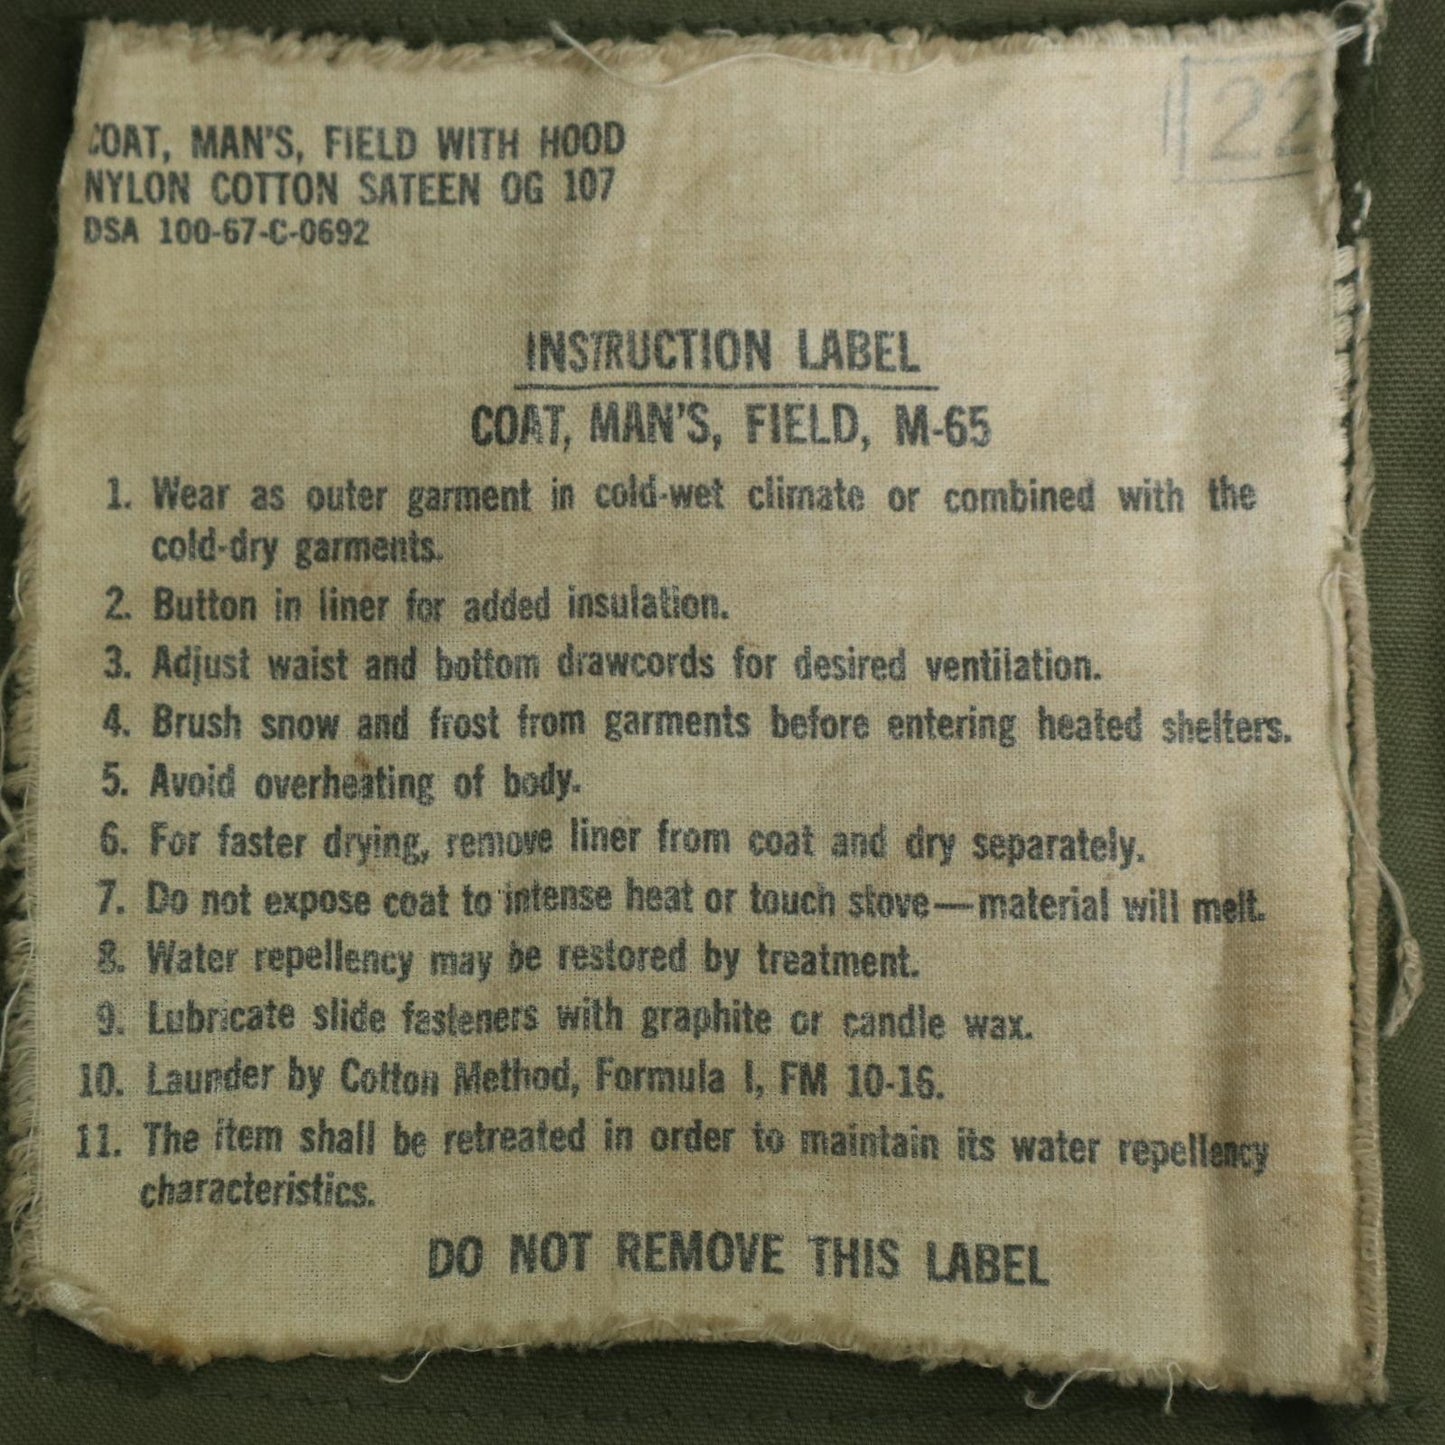 22
COAT, MAN'S, FIELD WITH HOOD
NYLON COTTON SATEEN OG 107
DSA 100-67-C-0692
INSTRUCTION LABEL
COAT, MAN'S, FIELD, M-65
1. Wear as outer garment in cold-wet climate or combined with the
cold-dry garments.
2. Button in liner for added insulation.
3. Adjust waist and bottom drawcords for desired ventilation.
4. Brush snow and frost from garments before entering heated shelters.
5. Avoid overheating of body.
6. For faster drying, remove liner from coat and dry separately.
7. Do not expose coat to intense heat or touch stove—material will melt.
8. Water repellency may be restored by treatment.
9. Lubricate slide fasteners with graphite or candle wax.
10. Launder by Cotton Method, Formula I, FM 10-16.
11. The item shall be retreated in order to maintain its water repellency
characteristics.
DO NOT REMOVE THIS LABEL